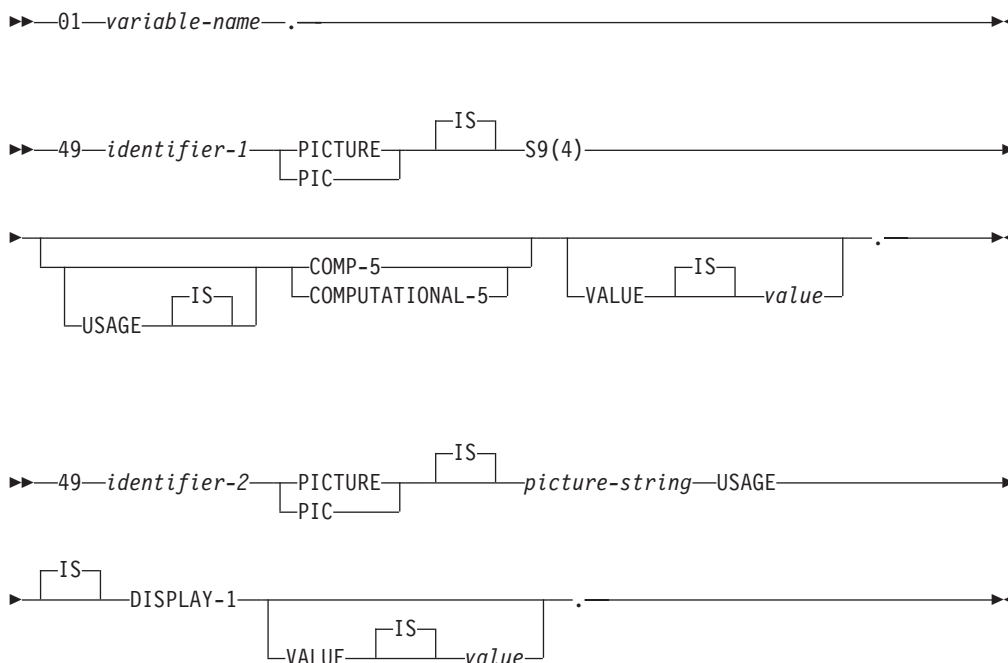 01 variable-name .
IS
49 identifier-1 PICTURE S9(4)
PIC
COMP-5 .
IS COMPUTATIONAL-5 VALUE IS value
USAGE
IS
49 identifier-2 PICTURE picture-string USAGE
PIC
IS
DISPLAY-1 .
IS
VALUE value